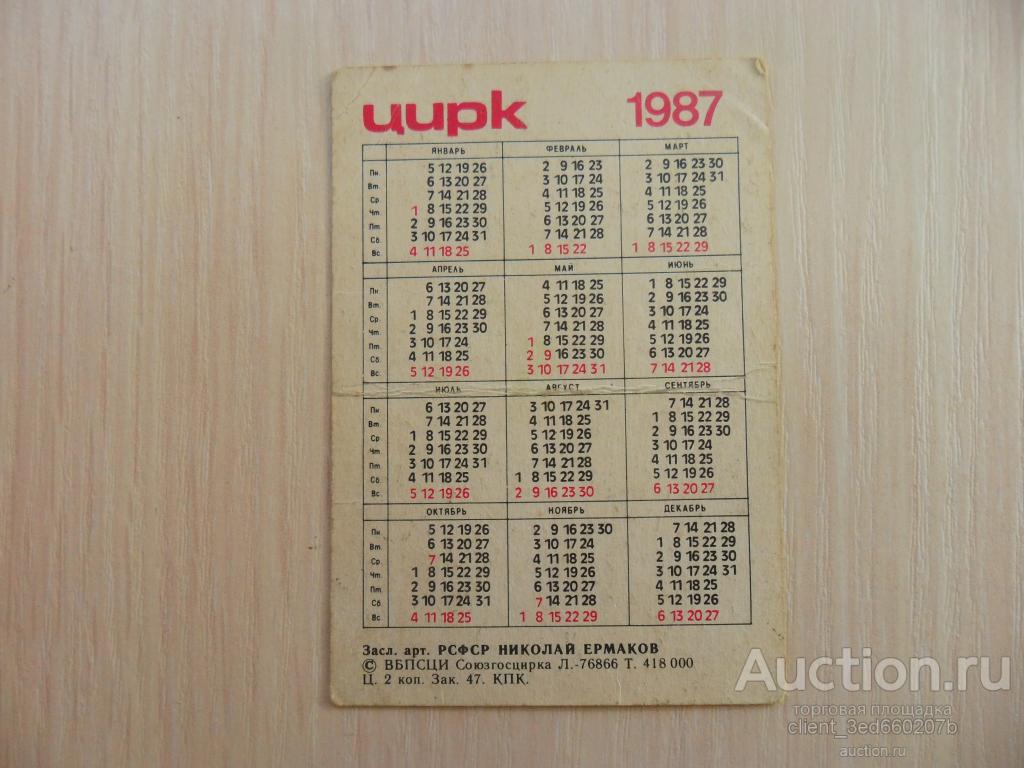 цирк 1987
ЯНВАРЬ ФЕВРАЛЬ МАРТ
Пн. 5 12 19 26 2 9 16 23 2 9 16 23 30
Вт. 6 13 20 27 3 10 17 24 3 10 17 24 31
Ср. 7 14 21 28 4 11 18 25 4 11 18 25
Чт. 1 8 15 22 29 5 12 19 26 5 12 19 26
Пт. 2 9 16 23 30 6 13 20 27 6 13 20 27
Сб. 3 10 17 24 31 7 14 21 28 7 14 21 28
Вс. 4 11 18 25 1 8 15 22 1 8 15 22 29
АПРЕЛЬ МАЙ ИЮНЬ
Пн. 6 13 20 27 4 11 18 25 1 8 15 22 29
Вт. 7 14 21 28 5 12 19 26 2 9 16 23 30
Ср. 1 8 15 22 29 6 13 20 27 3 10 17 24
Чт. 2 9 16 23 30 7 14 21 28 4 11 18 25
Пт. 3 10 17 24 1 8 15 22 29 5 12 19 26
Сб. 4 11 18 25 2 9 16 23 30 6 13 20 27
Вс. 5 12 19 26 3 10 17 24 31 7 14 21 28
ИЮЛЬ АВГУСТ СЕНТЯБРЬ
Пн. 6 13 20 27 3 10 17 24 31 7 14 21 28
Вт. 7 14 21 28 4 11 18 25 1 8 15 22 29
Ср. 1 8 15 22 29 5 12 19 26 2 9 16 23 30
Чт. 2 9 16 23 30 6 13 20 27 3 10 17 24
Пт. 3 10 17 24 31 7 14 21 28 4 11 18 25
Сб. 4 11 18 25 1 8 15 22 29 5 12 19 26
Вс. 5 12 19 26 2 9 16 23 30 6 13 20 27
ОКТЯБРЬ НОЯБРЬ ДЕКАБРЬ
Пн. 5 12 19 26 2 9 16 23 30 7 14 21 28
Вт. 6 13 20 27 3 10 17 24 1 8 15 22 29
Ср. 7 14 21 28 4 11 18 25 2 9 16 23 30
Чт. 1 8 15 22 29 5 12 19 26 3 10 17 24 31
Пт. 2 9 16 23 30 6 13 20 27 4 11 18 25
Сб. 3 10 17 24 31 7 14 21 28 5 12 19 26
Вс. 4 11 18 25 1 8 15 22 29 6 13 20 27
Засл. арт. РСФСР НИКОЛАЙ ЕРМАКОВ
© ВБПСЦИ Союзгосцирка Л.-76866 Т. 418 000
Ц. 2 коп. Зак. 47. КПК.
Auction.ru
торговая площадка
client_3ed660207b
auction.ru